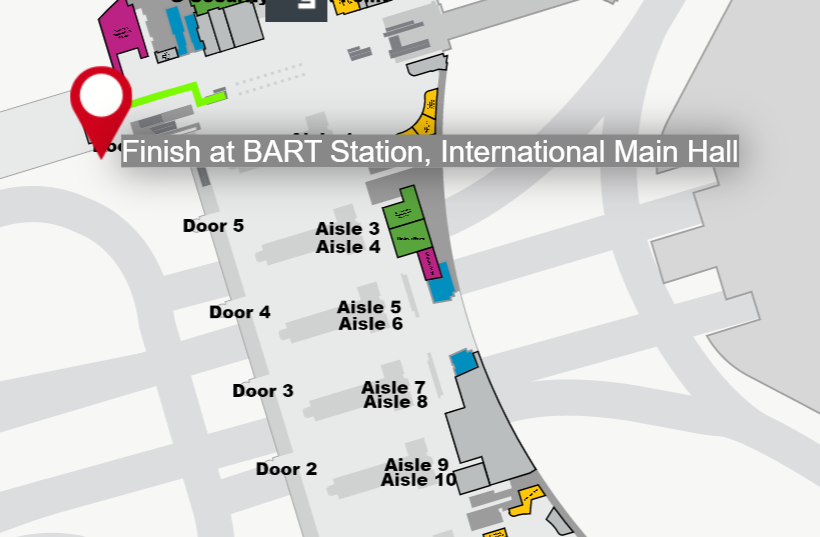 Finish at BART Station, International Main Hall
Door 5
Aisle 3
Aisle 4
Door 4
Aisle 5
Aisle 6
Door 3
Aisle 7
Aisle 8
Door 2
Aisle 9
Aisle 10